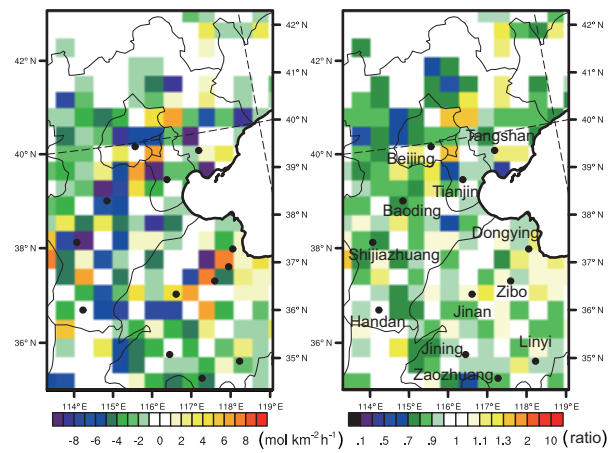 42°N
42°N
42°N
42°N
41°N
41°N
40°N
40°N
40°N
40°N
39°N
39°N
38°N
38°N
38°N
38°N
37°N
37°N
36°N
36°N
36°N
36°N
35°N
35°N
114°E 115°E 116°E 117°E 118°E 119°E
114°E 115°E 116°E 117°E 118°E 119°E
Tangshan
Beijing
Tianjin
Baoding
Dongying
Shijiazhuang
Zibo
Handan
Jinan
Linyi
Jining
Zaozhuang
-8 -6 -4 -2 0 2 4 6 8 (mol km⁻² h⁻¹)
.1 .5 .7 .9 1 1.1 1.3 2 10 (ratio)